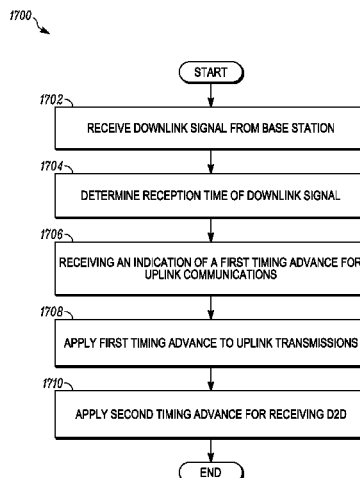 1700
START
1702
RECEIVE DOWNLINK SIGNAL FROM BASE STATION
1704
DETERMINE RECEPTION TIME OF DOWNLINK SIGNAL
1706
RECEIVING AN INDICATION OF A FIRST TIMING ADVANCE FOR
UPLINK COMMUNICATIONS
1708
APPLY FIRST TIMING ADVANCE TO UPLINK TRANSMISSIONS
1710
APPLY SECOND TIMING ADVANCE FOR RECEIVING D2D
END